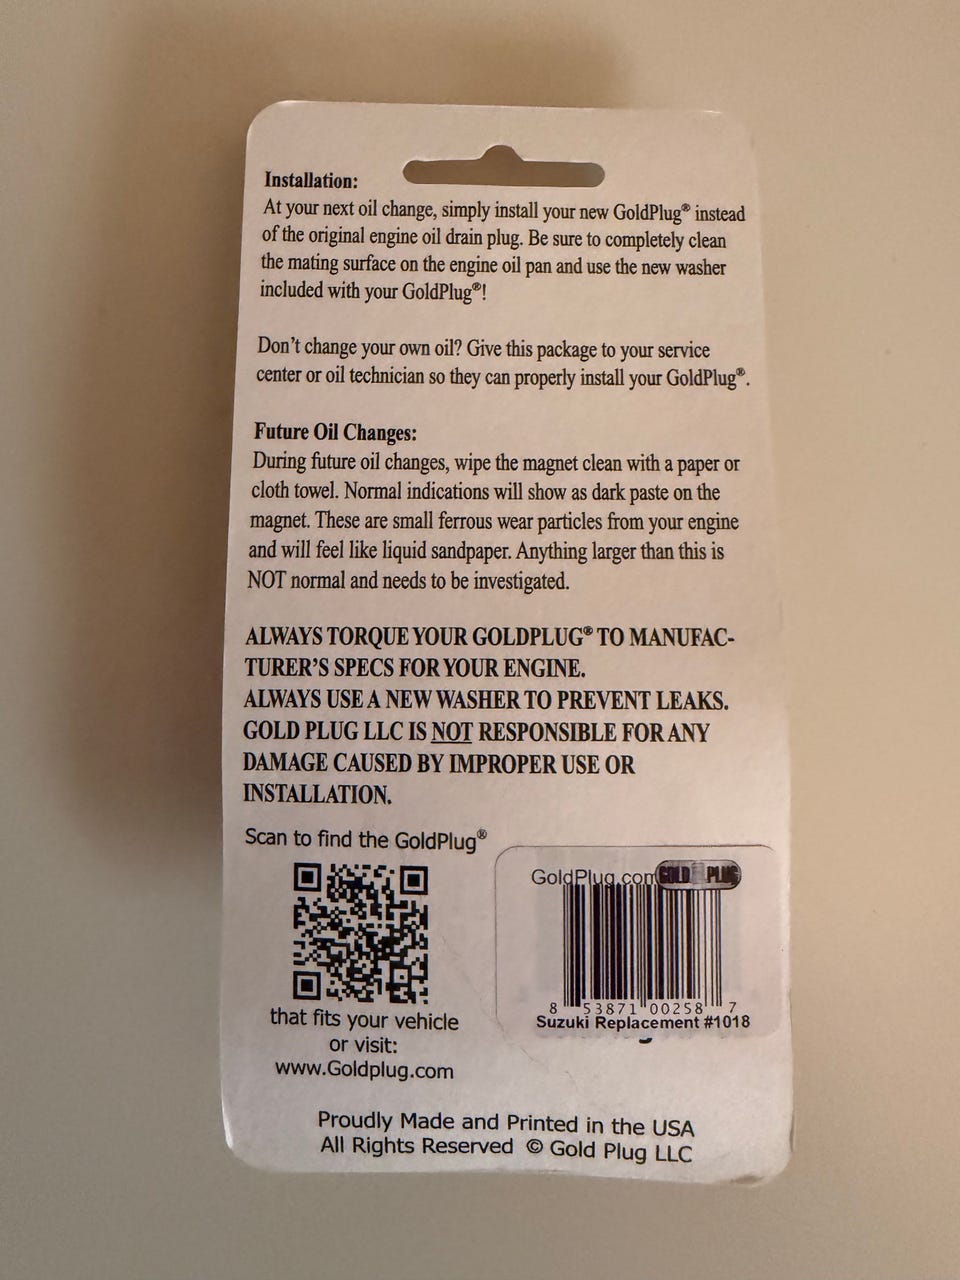 Installation:
At your next oil change, simply install your new GoldPlug® instead
of the original engine oil drain plug. Be sure to completely clean
the mating surface on the engine oil pan and use the new washer
included with your GoldPlug®!
Don't change your own oil? Give this package to your service
center or oil technician so they can properly install your GoldPlug®.
Future Oil Changes:
During future oil changes, wipe the magnet clean with a paper or
cloth towel. Normal indications will show as dark paste on the
magnet. These are small ferrous wear particles from your engine
and will feel like liquid sandpaper. Anything larger than this is
NOT normal and needs to be investigated.
ALWAYS TORQUE YOUR GOLDPLUG® TO MANUFAC-
TURER'S SPECS FOR YOUR ENGINE.
ALWAYS USE A NEW WASHER TO PREVENT LEAKS.
GOLD PLUG LLC IS NOT RESPONSIBLE FOR ANY
DAMAGE CAUSED BY IMPROPER USE OR
INSTALLATION.
Scan to find the GoldPlug®
that fits your vehicle
or visit:
www.Goldplug.com
GoldPlug.com GOLD PLUG
8 53871 00258 7
Suzuki Replacement #1018
Proudly Made and Printed in the USA
All Rights Reserved © Gold Plug LLC